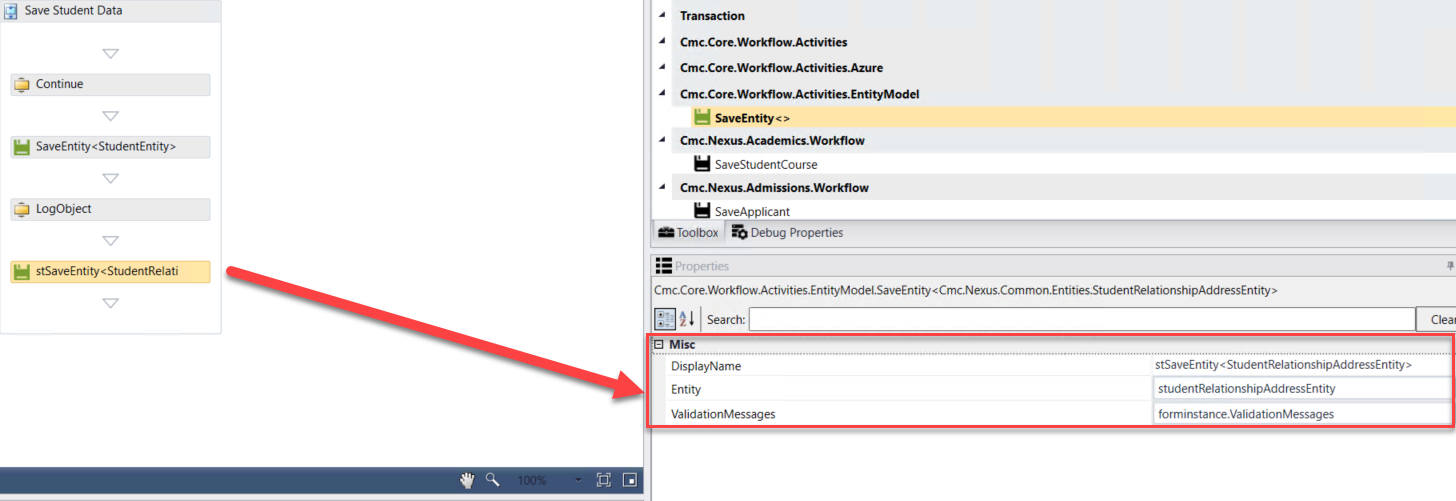 Save Student Data
Continue
SaveEntity<StudentEntity>
LogObject
stSaveEntity<StudentRelati
100%
Transaction
Cmc.Core.Workflow.Activities
Cmc.Core.Workflow.Activities.Azure
Cmc.Core.Workflow.Activities.EntityModel
SaveEntity<>
Cmc.Nexus.Academics.Workflow
SaveStudentCourse
Cmc.Nexus.Admissions.Workflow
SaveApplicant
Toolbox Debug Properties
Properties
Cmc.Core.Workflow.Activities.EntityModel.SaveEntity<Cmc.Nexus.Common.Entities.StudentRelationshipAddressEntity>
Search: Clear
Misc
DisplayName stSaveEntity<StudentRelationshipAddressEntity>
Entity studentRelationshipAddressEntity
ValidationMessages forminstance.ValidationMessages